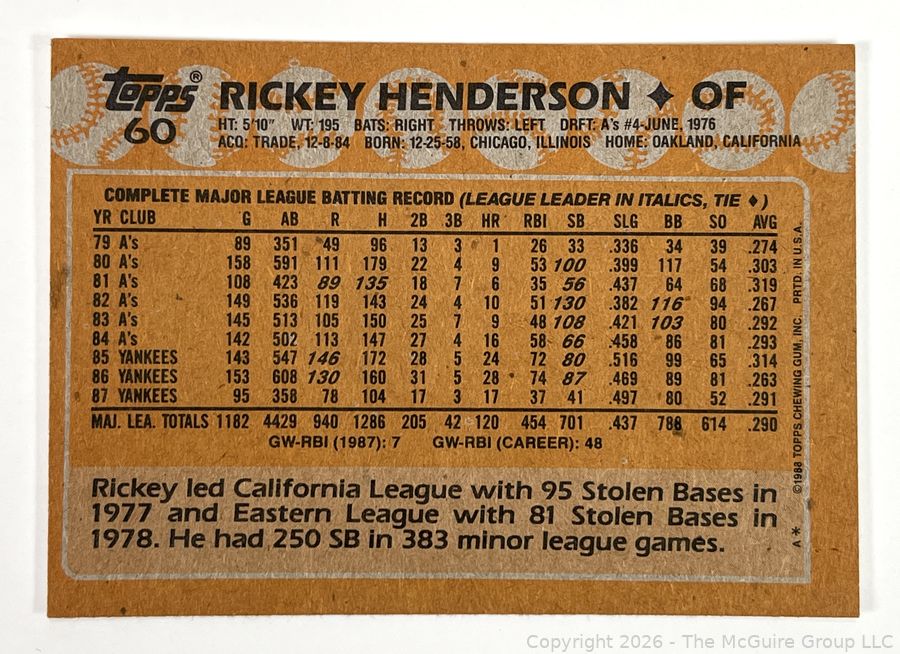 Topps®
60
RICKEY HENDERSON ✦ OF
HT: 5'10" WT: 195 BATS: RIGHT THROWS: LEFT DRFT: A's #4-JUNE, 1976
ACQ: TRADE, 12-8-84 BORN: 12-25-58, CHICAGO, ILLINOIS HOME: OAKLAND, CALIFORNIA
COMPLETE MAJOR LEAGUE BATTING RECORD (LEAGUE LEADER IN ITALICS, TIE ♦)
YR CLUB G AB R H 2B 3B HR RBI SB SLG BB SO AVG
79 A's 89 351 49 96 13 3 1 26 33 .336 34 39 .274
80 A's 158 591 111 179 22 4 9 53 100 .399 117 54 .303
81 A's 108 423 89 135 18 7 6 35 56 .437 64 68 .319
82 A's 149 536 119 143 24 4 10 51 130 .382 116 94 .267
83 A's 145 513 105 150 25 7 9 48 108 .421 103 80 .292
84 A's 142 502 113 147 27 4 16 58 66 .458 86 81 .293
85 YANKEES 143 547 146 172 28 5 24 72 80 .516 99 65 .314
86 YANKEES 153 608 130 160 31 5 28 74 87 .469 89 81 .263
87 YANKEES 95 358 78 104 17 3 17 37 41 .497 80 52 .291
MAJ. LEA. TOTALS 1182 4429 940 1286 205 42 120 454 701 .437 788 614 .290
GW-RBI (1987): 7 GW-RBI (CAREER): 48
Rickey led California League with 95 Stolen Bases in
1977 and Eastern League with 81 Stolen Bases in
1978. He had 250 SB in 383 minor league games.
A* ©1988 TOPPS CHEWING GUM, INC. PRTD. IN U.S.A.
Copyright 2026 - The McGuire Group LLC